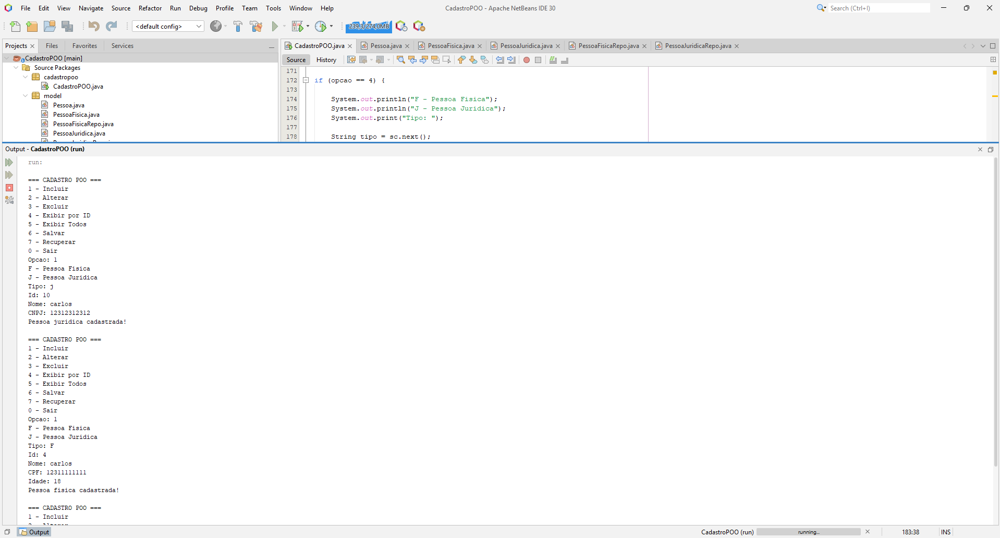 File Edit View Navigate Source Refactor Run Debug Profile Team Tools Window Help
CadastroPOO - Apache NetBeans IDE 30
Search (Ctrl+I)
<default config>
239,3/274,0MB
Projects Files Favorites Services
CadastroPOO [main]
Source Packages
cadastropoo
CadastroPOO.java
model
Pessoa.java
PessoaFisica.java
PessoaFisicaRepo.java
PessoaJuridica.java
CadastroPOO.java Pessoa.java PessoaFisica.java PessoaJuridica.java PessoaFisicaRepo.java PessoaJuridicaRepo.java
Source History
171
172 if (opcao == 4) {
173
174 System.out.println("F - Pessoa Fisica");
175 System.out.println("J - Pessoa Juridica");
176 System.out.print("Tipo: ");
177
178 String tipo = sc.next();
Output - CadastroPOO (run)
run:
=== CADASTRO POO ===
1 - Incluir
2 - Alterar
3 - Excluir
4 - Exibir por ID
5 - Exibir Todos
6 - Salvar
7 - Recuperar
0 - Sair
Opcao: 1
F - Pessoa Fisica
J - Pessoa Juridica
Tipo: j
Id: 10
Nome: carlos
CNPJ: 12312312312
Pessoa juridica cadastrada!
=== CADASTRO POO ===
1 - Incluir
2 - Alterar
3 - Excluir
4 - Exibir por ID
5 - Exibir Todos
6 - Salvar
7 - Recuperar
0 - Sair
Opcao: 1
F - Pessoa Fisica
J - Pessoa Juridica
Tipo: F
Id: 4
Nome: carlos
CPF: 12311111111
Idade: 18
Pessoa fisica cadastrada!
=== CADASTRO POO ===
1 - Incluir
Output
CadastroPOO (run) running... 183:38 INS